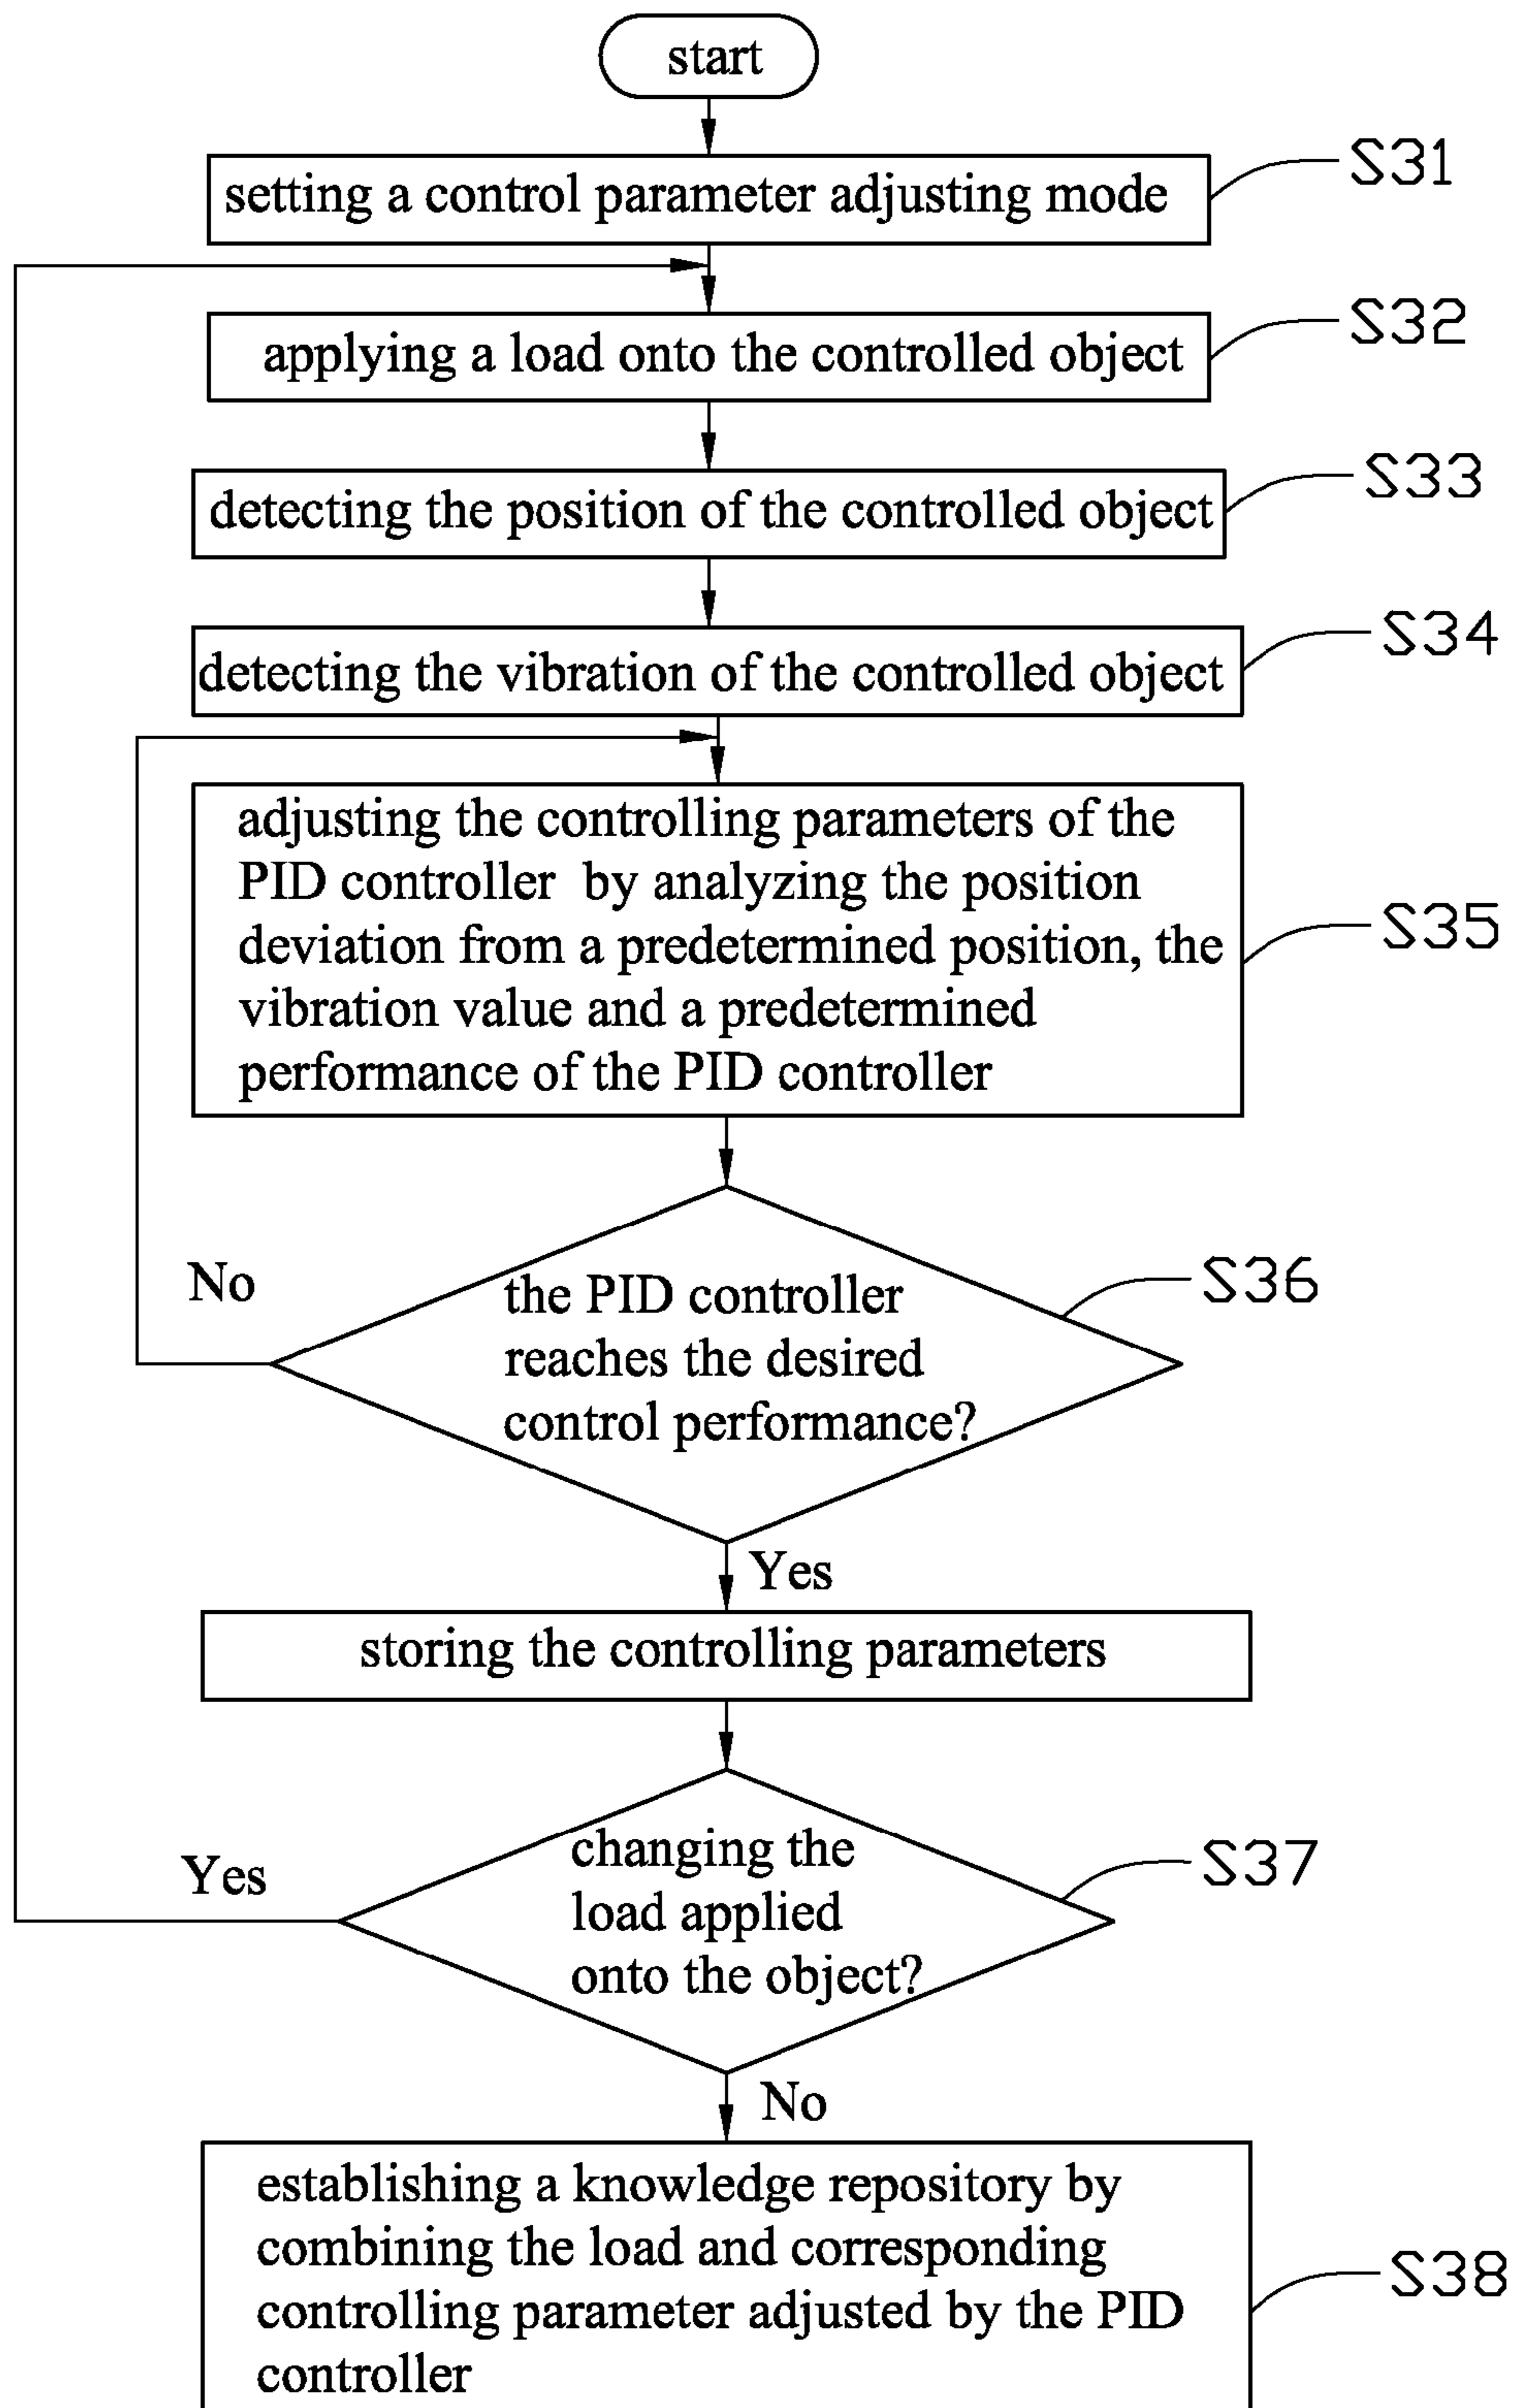 start
setting a control parameter adjusting mode
S31
applying a load onto the controlled object
S32
detecting the position of the controlled object
S33
detecting the vibration of the controlled object
S34
adjusting the controlling parameters of the
PID controller by analyzing the position
deviation from a predetermined position, the
vibration value and a predetermined
performance of the PID controller
S35
No
the PID controller
reaches the desired
control performance?
S36
Yes
storing the controlling parameters
Yes
changing the
load applied
onto the object?
S37
No
establishing a knowledge repository by
combining the load and corresponding
controlling parameter adjusted by the PID
controller
S38